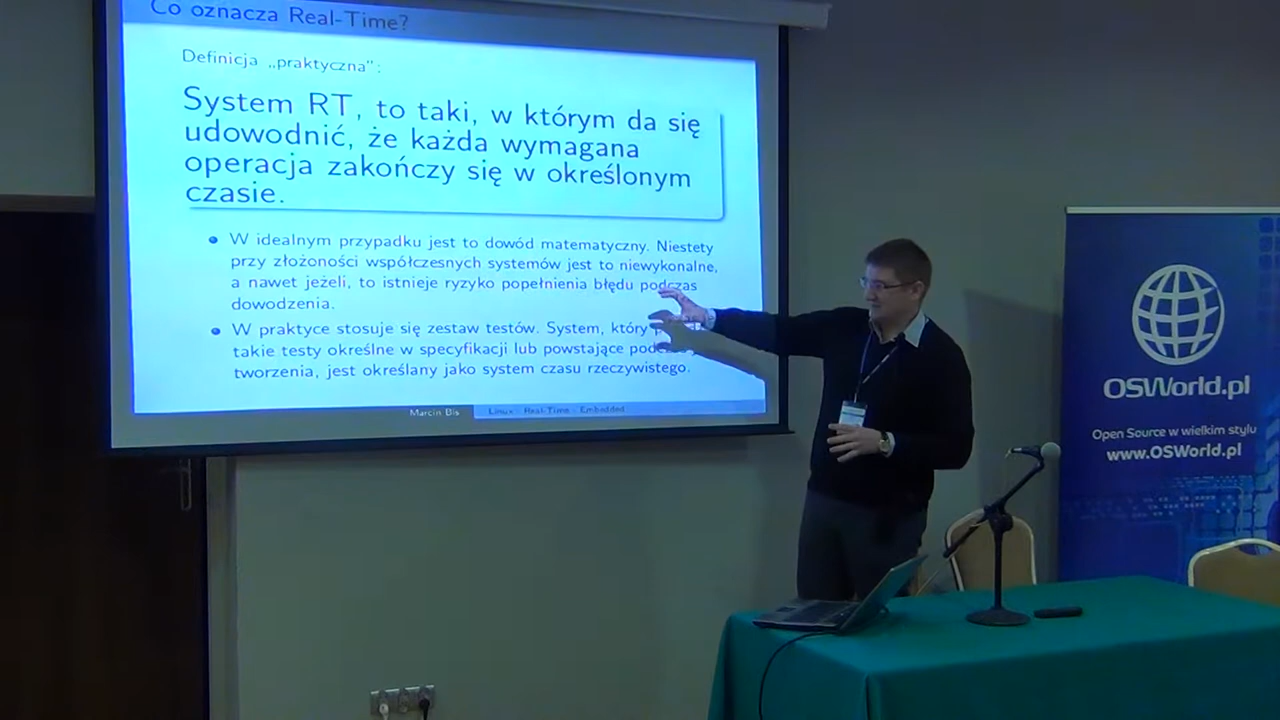 Co oznacza Real-Time?
Definicja „praktyczna":
System RT, to taki, w którym da się
udowodnić, że każda wymagana
operacja zakończy się w określonym
czasie.
W idealnym przypadku jest to dowód matematyczny. Niestety
przy złożoności współczesnych systemów jest to niewykonalne,
a nawet jeżeli, to istnieje ryzyko popełnienia błędu podczas
dowodzenia.
W praktyce stosuje się zestaw testów. System, który
takie testy określne w specyfikacji lub powstające
tworzenia, jest określany jako system czasu rzeczywistego.
Marcin Bis Linux - Real-Time - Embedded
OSWorld.pl
Open Source w wielkim stylu
www.OSWorld.pl